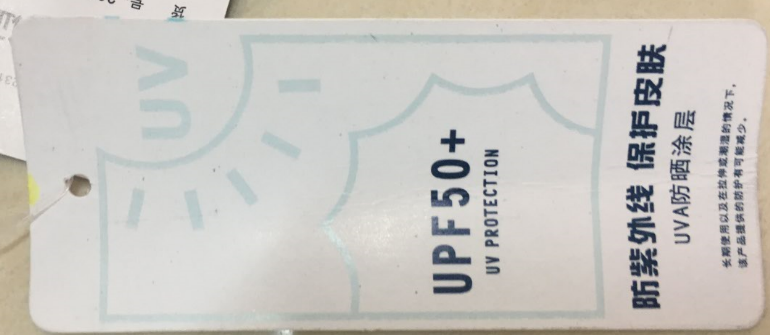 UV
UPF50+
UV PROTECTION
防紫外线 保护皮肤
UVA防晒涂层
长期使用以及在拉伸或潮湿的情况下，
该产品提供的防护有可能减少。